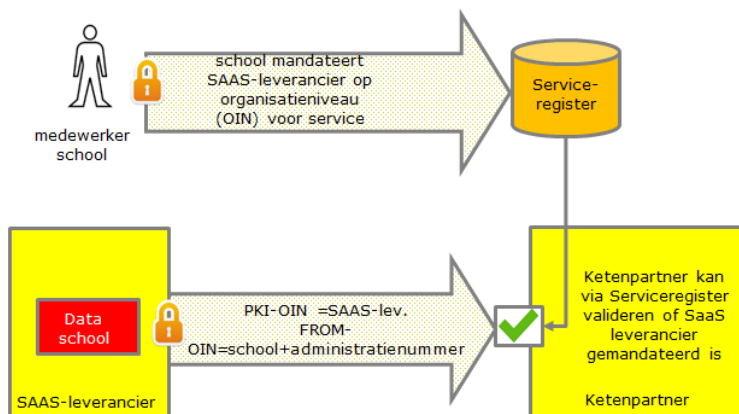 school mandateert
SAAS-leverancier op
organisatieniveau
(OIN) voor service
Service-
register
medewerker
school
Data
school
SAAS-leverancier
PKI-OIN =SAAS-lev.
FROM-
OIN=school+administratienummer
Ketenpartner kan
via Serviceregister
valideren of SaaS
leverancier
gemandateerd is
Ketenpartner